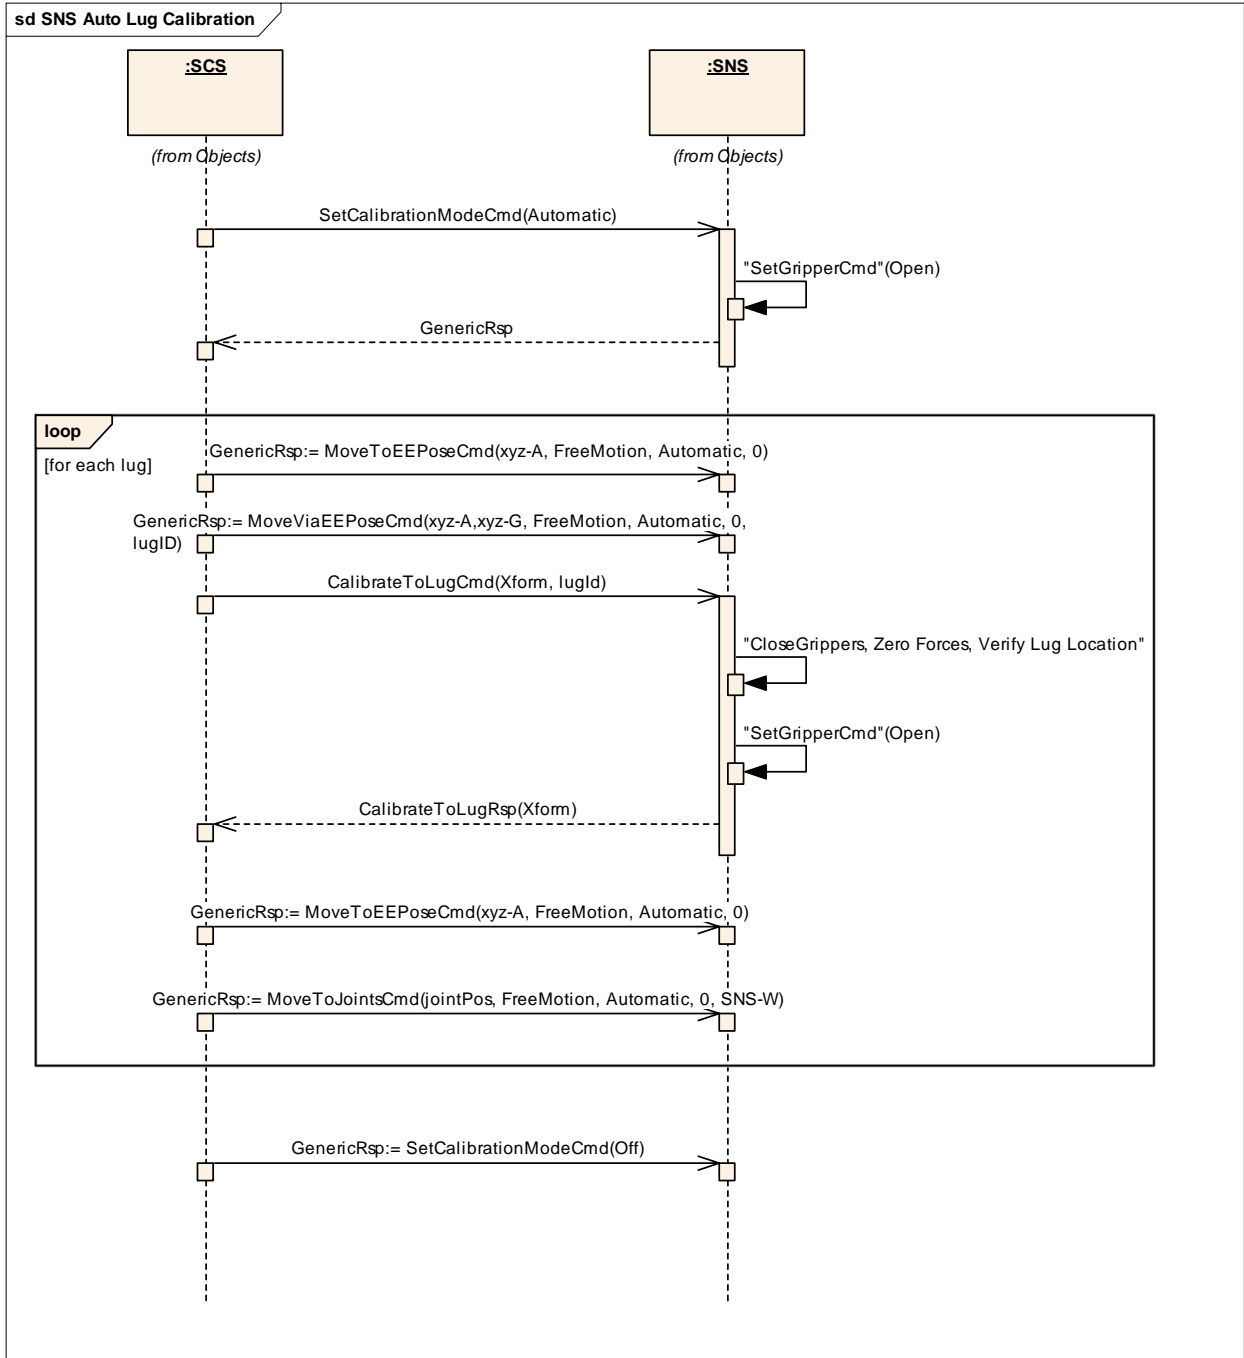 sd SNS Auto Lug Calibration
:SCS
:SNS
(from Objects)
(from Objects)
SetCalibrationModeCmd(Automatic)
"SetGripperCmd"(Open)
GenericRsp
loop
[for each lug]
GenericRsp:= MoveToEEPoseCmd(xyz-A, FreeMotion, Automatic, 0)
GenericRsp:= MoveViaEEPoseCmd(xyz-A,xyz-G, FreeMotion, Automatic, 0,
lugID)
CalibrateToLugCmd(Xform, lugId)
"CloseGrippers, Zero Forces, Verify Lug Location"
"SetGripperCmd"(Open)
CalibrateToLugRsp(Xform)
GenericRsp:= MoveToEEPoseCmd(xyz-A, FreeMotion, Automatic, 0)
GenericRsp:= MoveToJointsCmd(jointPos, FreeMotion, Automatic, 0, SNS-W)
GenericRsp:= SetCalibrationModeCmd(Off)